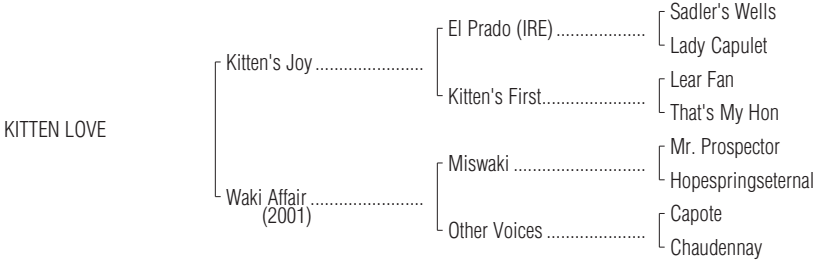 Sadler's Wells
El Prado (IRE) ...................
Lady Capulet
Kitten's Joy .......................
Lear Fan
Kitten's First......................
That's My Hon
KITTEN LOVE
Mr. Prospector
Miswaki ............................
Hopespringseternal
Waki Affair ........................
(2001)
Capote
Other Voices .....................
Chaudennay